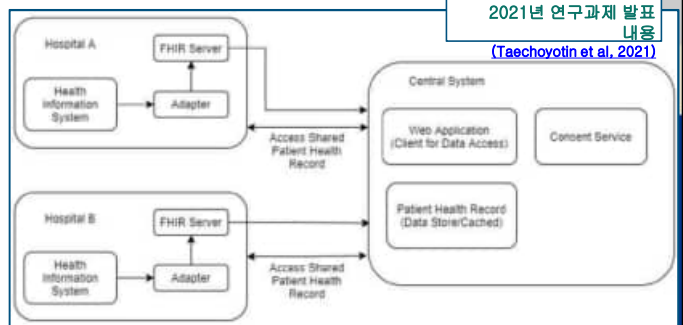 2021년 연구과제 발표
내용
(Taechoyotin et al, 2021)
Hospital A
FHIR Server
Health
Information
System
Adapter
Access Shared
Patient Health
Record
Central System
Web Application
(Client for Data Access)
Consent Service
Patient Health Record
(Data Store/Cached)
Hospital B
FHIR Server
Health
Information
System
Adapter
Access Shared
Patient Health
Record